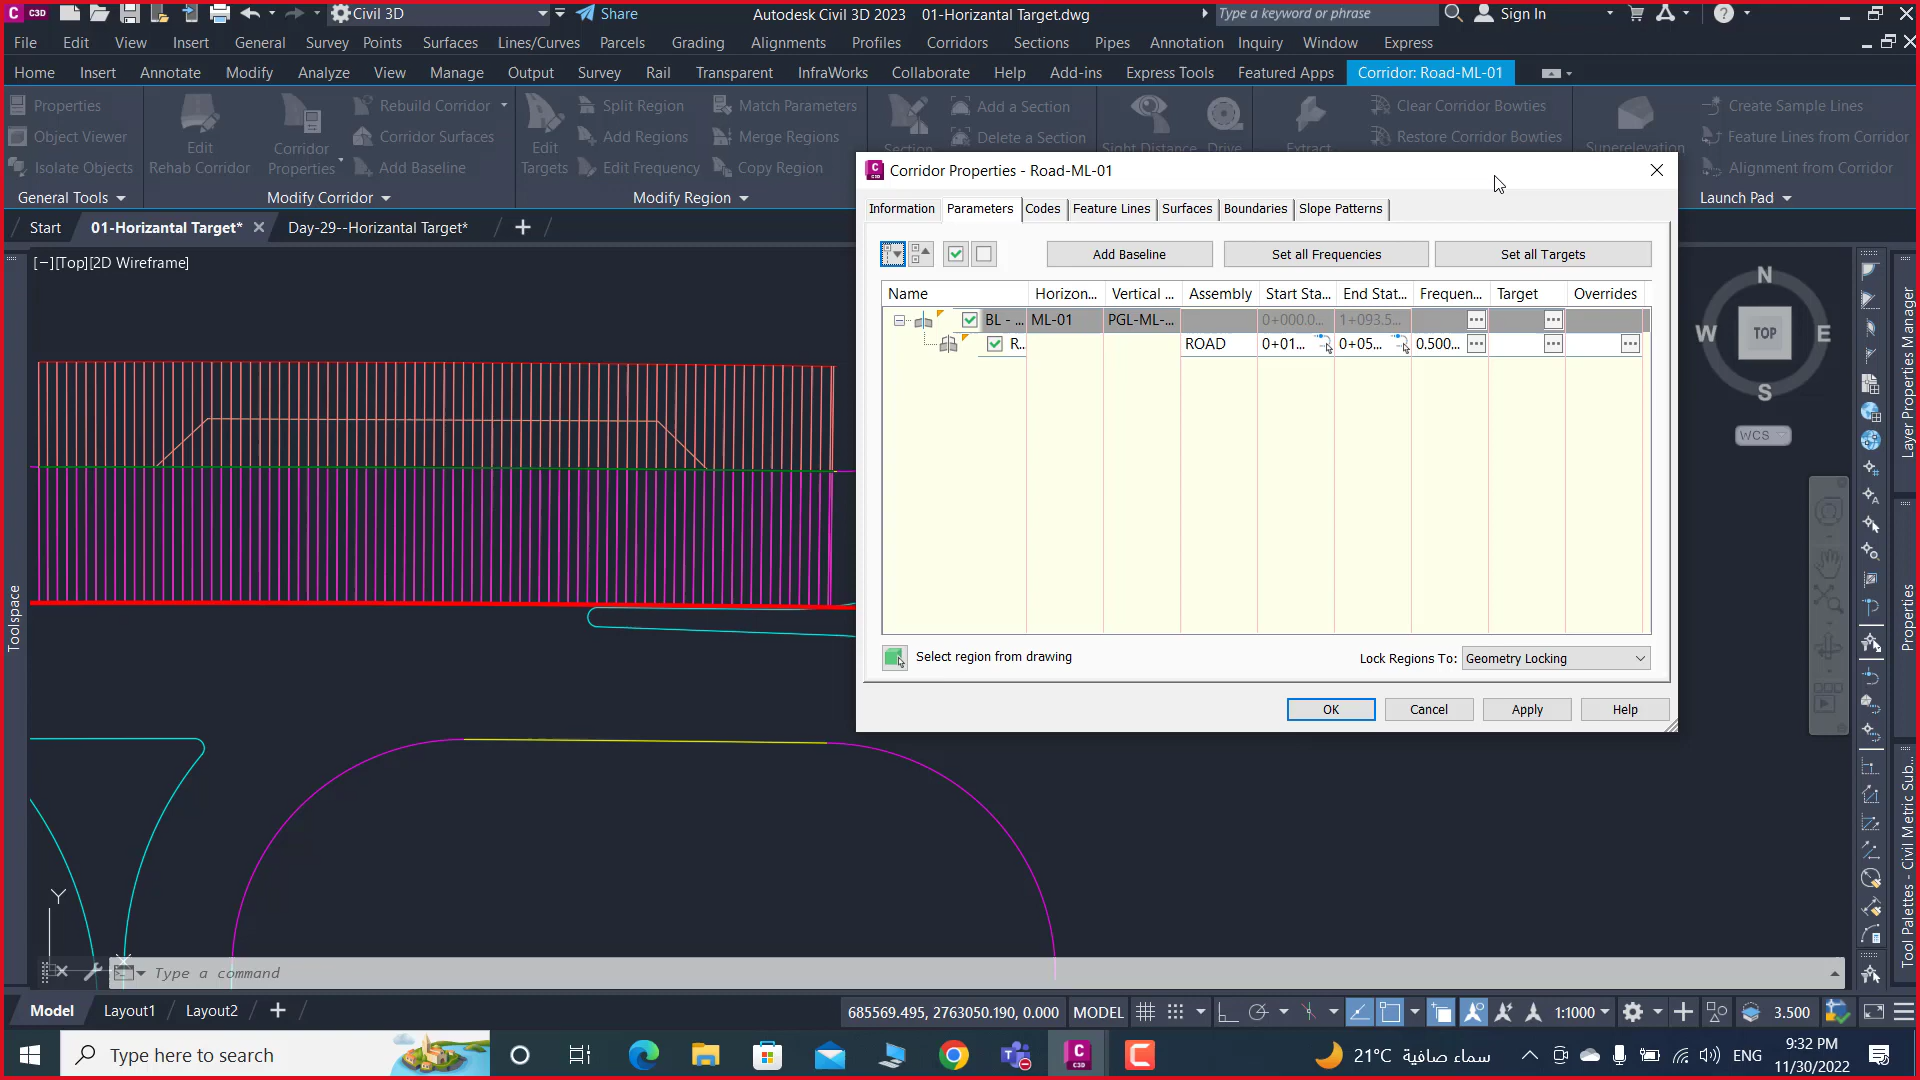 C C3D Civil 3D Share Autodesk Civil 3D 2023 01-Horizantal Target.dwg Type a keyword or phrase Sign In
File Edit View Insert General Survey Points Surfaces Lines/Curves Parcels Grading Alignments Profiles Corridors Sections Pipes Annotation Inquiry Window Express
Home Insert Annotate Modify Analyze View Manage Output Survey Rail Transparent InfraWorks Collaborate Help Add-ins Express Tools Featured Apps Corridor: Road-ML-01
Properties Rebuild Corridor Split Region Match Parameters Add a Section Clear Corridor Bowties Create Sample Lines
Object Viewer Corridor Surfaces Add Regions Merge Regions Delete a Section Restore Corridor Bowties Feature Lines from Corridor
Edit Corridor Edit
Isolate Objects Rehab Corridor Properties Add Baseline Targets Edit Frequency Copy Region Alignment from Corridor
General Tools Modify Corridor Modify Region Launch Pad
Start 01-Horizantal Target* Day-29--Horizantal Target*
[−][Top][2D Wireframe]
Corridor Properties - Road-ML-01
Information Parameters Codes Feature Lines Surfaces Boundaries Slope Patterns
Add Baseline Set all Frequencies Set all Targets
Name Horizon... Vertical ... Assembly Start Sta... End Stat... Frequen... Target Overrides
BL - ... ML-01 PGL-ML-... 0+000.0... 1+093.5...
R.. ROAD 0+01... 0+05... 0.500...
Select region from drawing Lock Regions To: Geometry Locking
OK Cancel Apply Help
N
W TOP E
S
WCS
Toolspace
Layer Properties Manager
Properties
Tool Palettes - Civil Metric Sub...
Y
Type a command
Model Layout1 Layout2 685569.495, 2763050.190, 0.000 MODEL 1:1000 3.500
Type here to search 21°C سماء صافية ENG 9:32 PM
11/30/2022